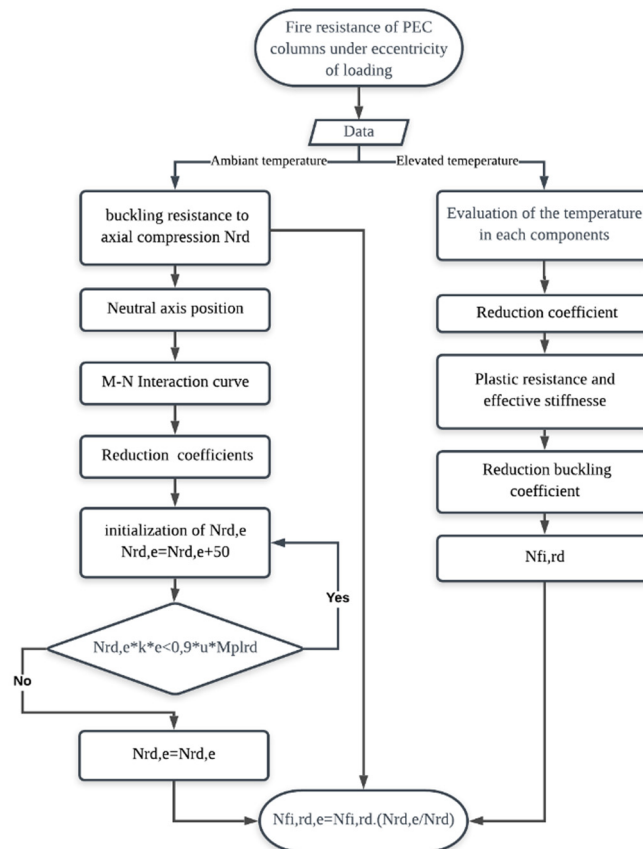 Fire resistance of PEC
columns under eccentricity
of loading
Data
Ambiant temperature
Elevated temeperature
buckling resistance to
axial compression Nrd
Neutral axis position
M-N Interaction curve
Reduction coefficients
initialization of Nrd,e
Nrd,e=Nrd,e+50
Yes
Nrd,e*k*e<0,9*u*Mplrd
No
Nrd,e=Nrd,e
Evaluation of the temperature
in each components
Reduction coefficient
Plastic resistance and
effective stiffnesse
Reduction buckling
coefficient
Nfi,rd
Nfi,rd,e=Nfi,rd.(Nrd,e/Nrd)